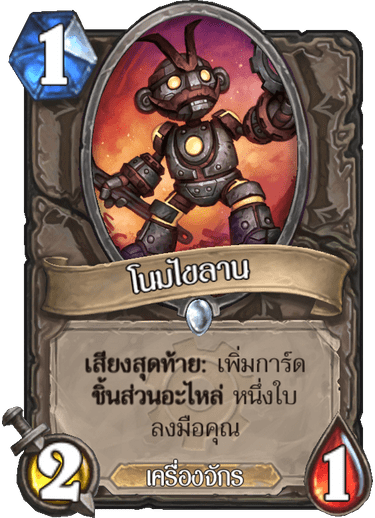 1
โนมไขลาน
เสียงสุดท้าย: เพิ่มการ์ด
ชิ้นส่วนอะไหล่ หนึ่งใบ
ลงมือคุณ
2
เครื่องจักร
1